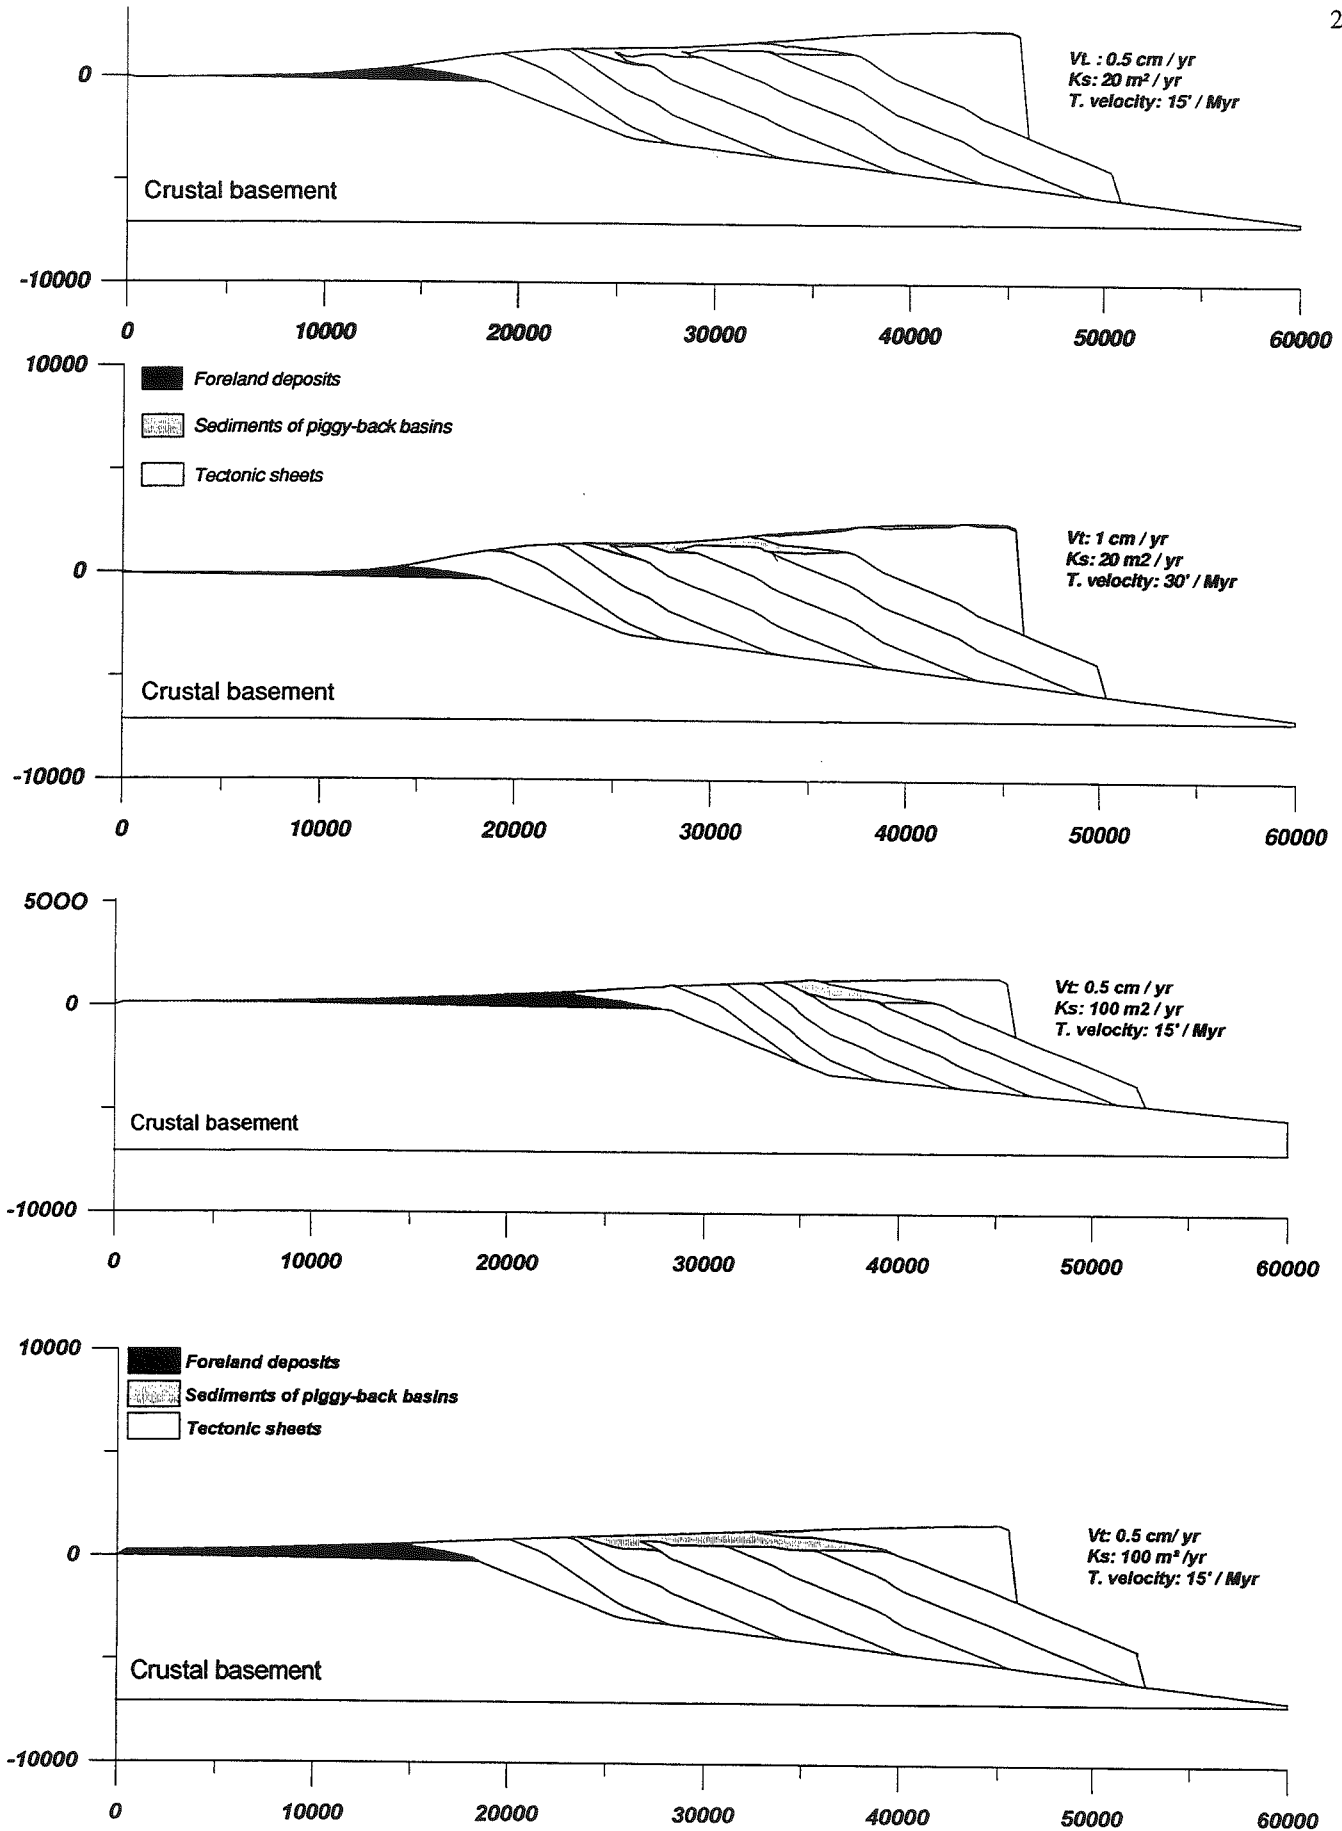 2
0
Vt : 0.5 cm / yr
Ks: 20 m² / yr
T. velocity: 15' / Myr
Crustal basement
-10000
0 10000 20000 30000 40000 50000 60000
10000
Foreland deposits
Sediments of piggy-back basins
Tectonic sheets
Vt: 1 cm / yr
Ks: 20 m2 / yr
T. velocity: 30' / Myr
0
Crustal basement
-10000
0 10000 20000 30000 40000 50000 60000
5000
Vt: 0.5 cm / yr
Ks: 100 m2 / yr
T. velocity: 15' / Myr
0
Crustal basement
-10000
0 10000 20000 30000 40000 50000 60000
10000
Foreland deposits
Sediments of piggy-back basins
Tectonic sheets
Vt: 0.5 cm/ yr
Ks: 100 m² /yr
T. velocity: 15' / Myr
0
Crustal basement
-10000
0 10000 20000 30000 40000 50000 60000